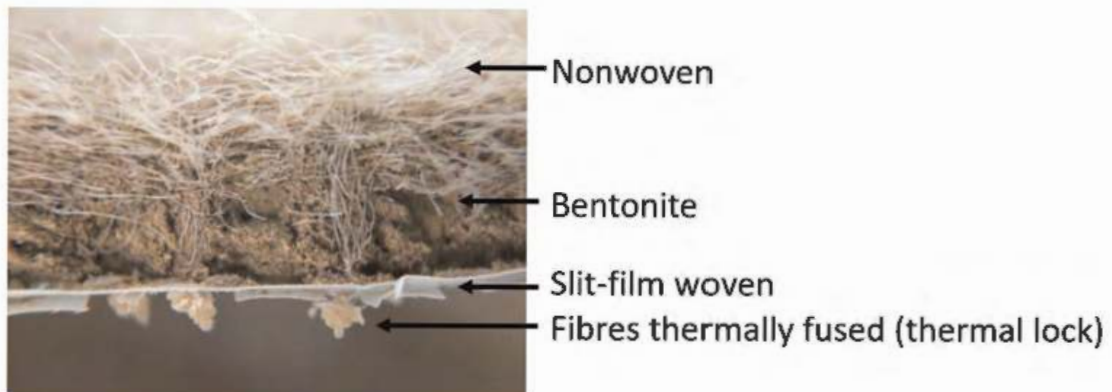 Nonwoven
Bentonite
Slit-film woven
Fibres thermally fused (thermal lock)